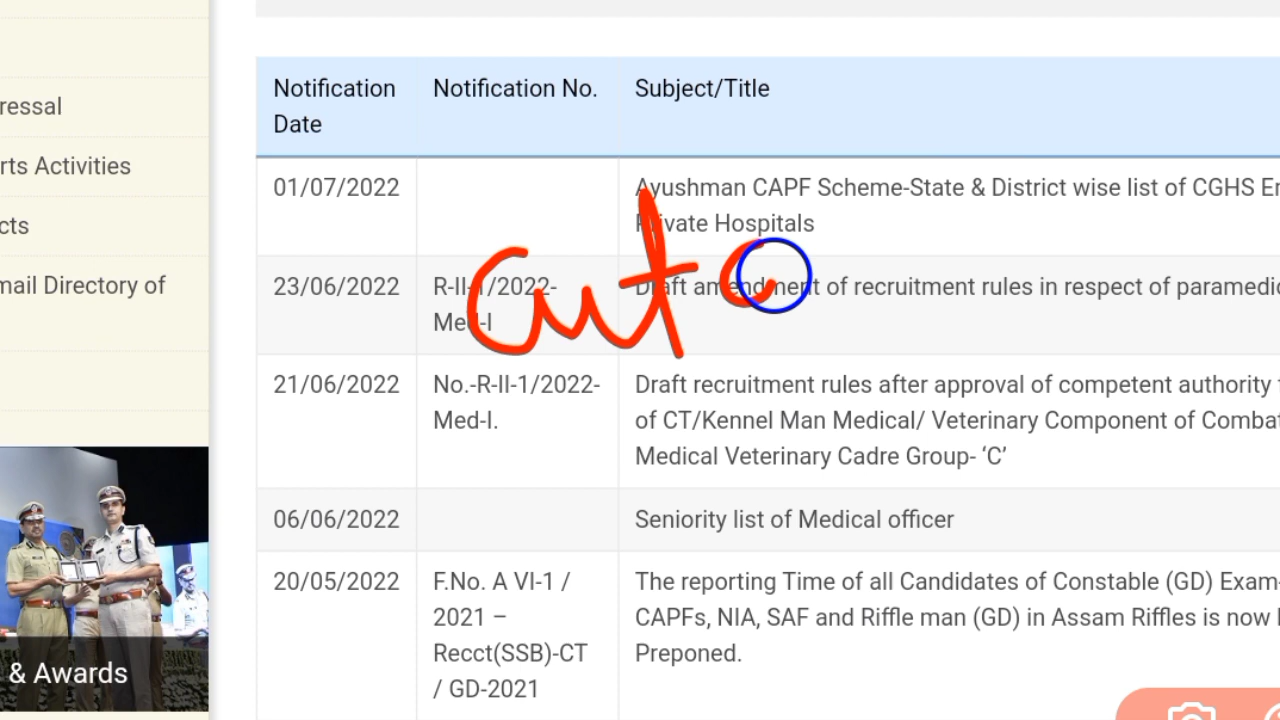 ressal
rts Activities
cts
mail Directory of
& Awards
Notification Date
Notification No.
Subject/Title
01/07/2022
Ayushman CAPF Scheme-State & District wise list of CGHS
Private Hospitals
23/06/2022
R-II-1/2022-
Med-I
Draft amendment of recruitment rules in respect of paramedic
21/06/2022
No.-R-II-1/2022-
Med-I.
Draft recruitment rules after approval of competent authority
of CT/Kennel Man Medical/ Veterinary Component of Combat
Medical Veterinary Cadre Group- ‘C’
06/06/2022
Seniority list of Medical officer
20/05/2022
F.No. A VI-1 /
2021 –
Recct(SSB)-CT
/ GD-2021
The reporting Time of all Candidates of Constable (GD) Exam-
CAPFs, NIA, SAF and Riffle man (GD) in Assam Riffles is now
Preponed.
cut